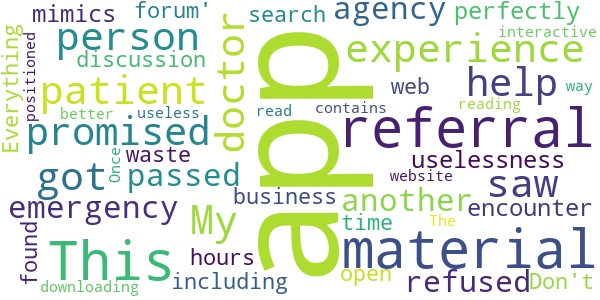 mimics forum' search agency perfectly
Everything positioned person discussion doctor app experience interactive
patient web help way
better useless read contains reading
promised referral
got Once waste passed website uselessness
emergency My business another saw encounter
found This hours time material
including open refused The Don't
downloading